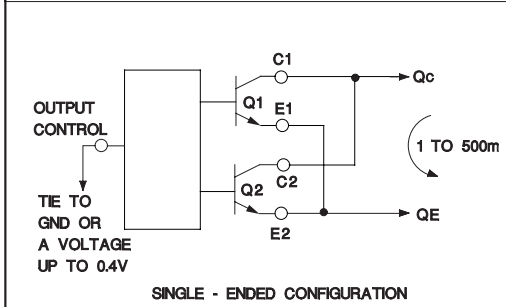 C1
Qc
Q1
OUTPUT
CONTROL
E1
1 TO 500m
C2
Q2
TIE TO
GND OR
A VOLTAGE
UP TO 0.4V
QE
E2
SINGLE - ENDED CONFIGURATION